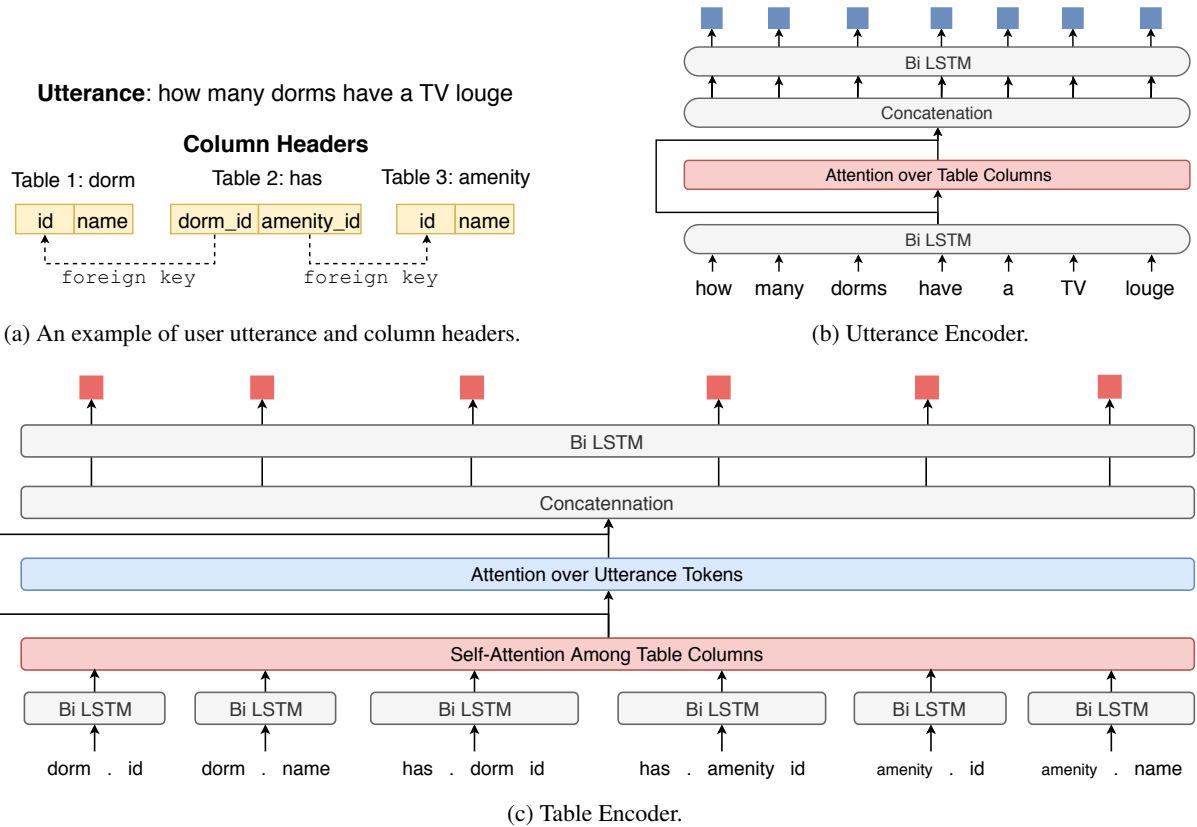 Utterance: how many dorms have a TV louge
Column Headers
Table 1: dorm Table 2: has Table 3: amenity
id name dorm_id amenity_id id name
foreign key foreign key
(a) An example of user utterance and column headers.
Bi LSTM
Concatenation
Attention over Table Columns
Bi LSTM
how many dorms have a TV louge
(b) Utterance Encoder.
Bi LSTM
Concatennation
Attention over Utterance Tokens
Self-Attention Among Table Columns
Bi LSTM Bi LSTM Bi LSTM Bi LSTM Bi LSTM Bi LSTM
dorm . id dorm . name has . dorm id has . amenity id amenity . id amenity . name
(c) Table Encoder.